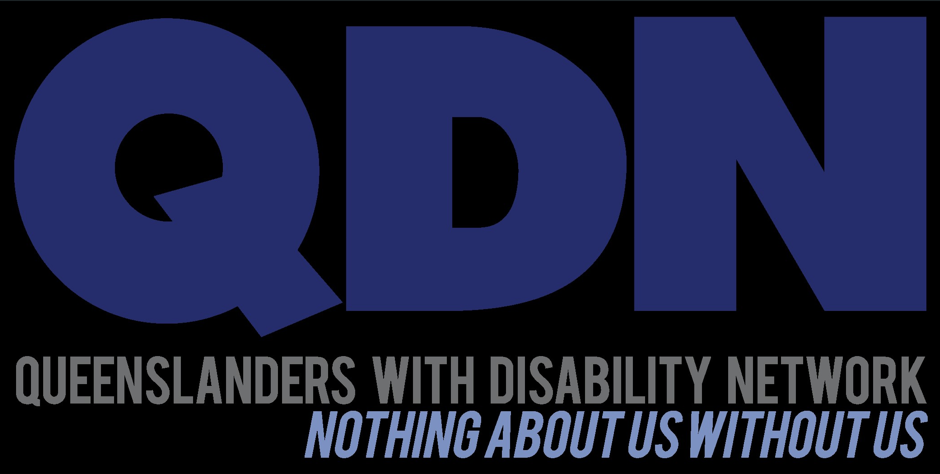 QDN
QUEENSLANDERS WITH DISABILITY NETWORK
NOTHING ABOUT US WITHOUT US